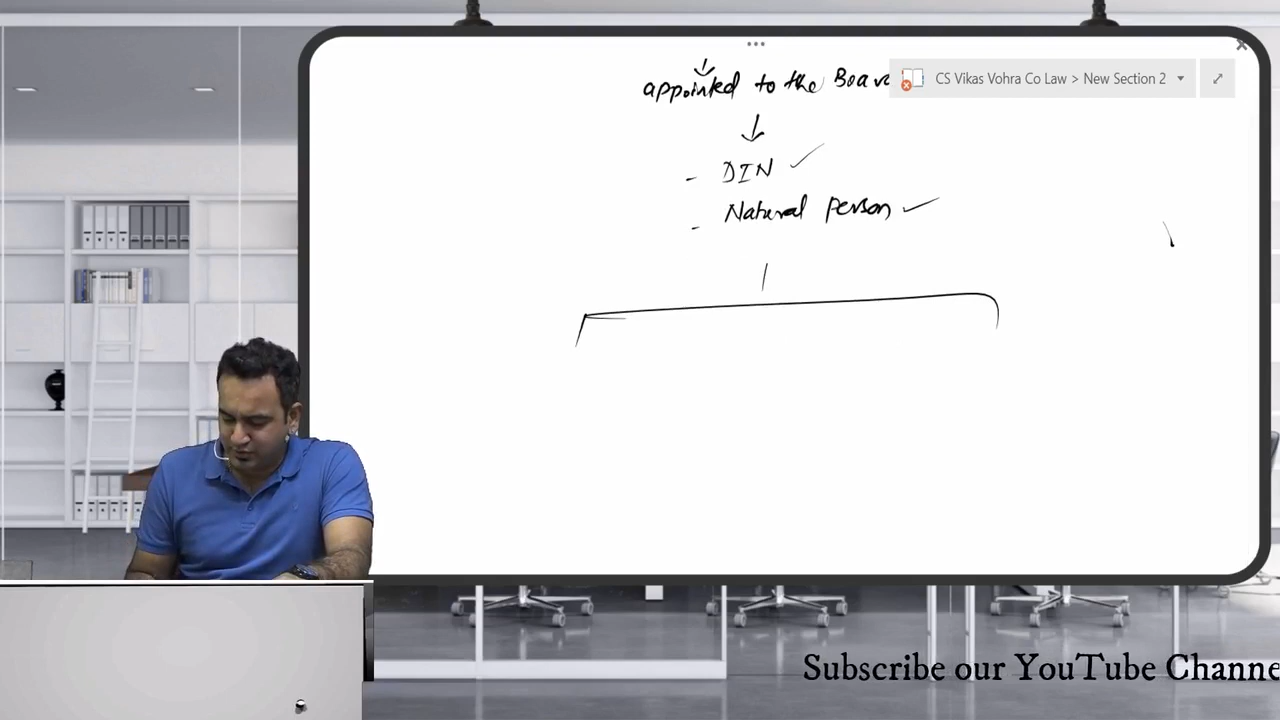 appointed to the Boar
CS Vikas Vohra Co Law > New Section 2
- DIN
- Natural Person
Subscribe our YouTube Channe